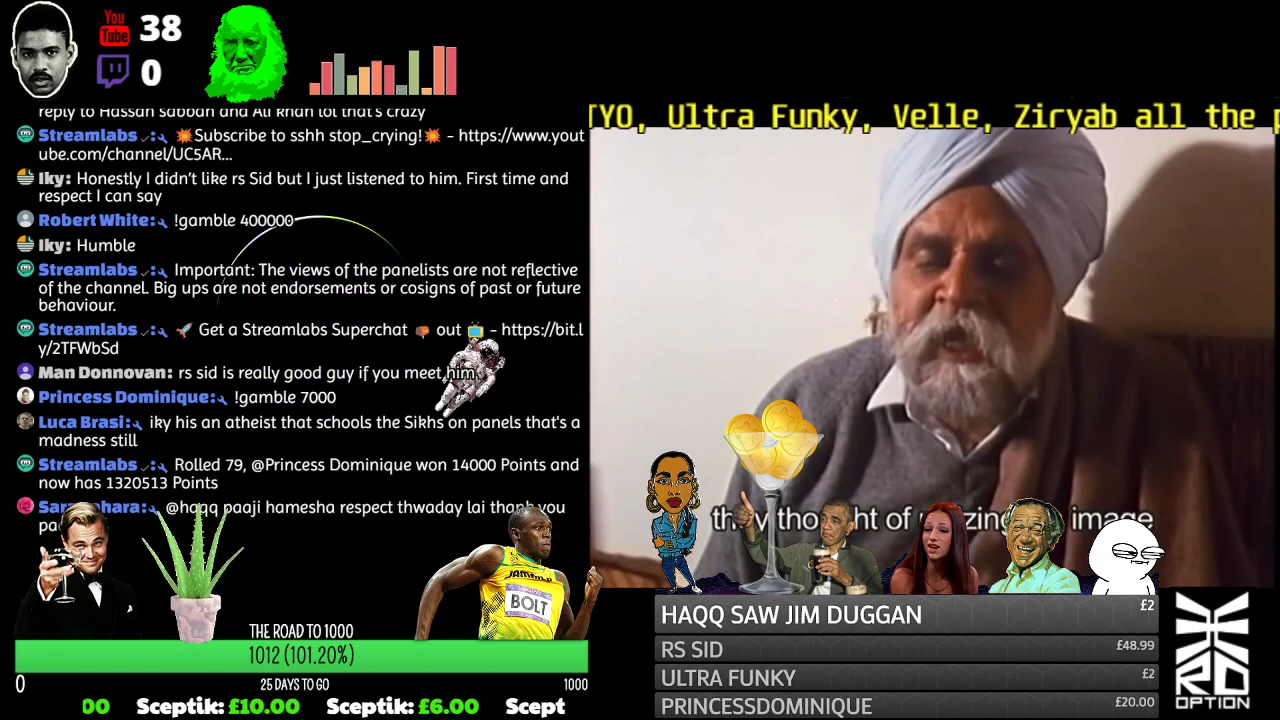 You
Tube 38
0
reply to Hassan sabbah and Ali Khan lol that's crazy
Streamlabs : 💥Subscribe to sshh stop_crying!💥 - https://www.yout
ube.com/channel/UC5AR...
Iky: Honestly I didn't like rs Sid but I just listened to him. First time and
respect I can say
Robert White: !gamble 400000
Iky: Humble
Streamlabs : Important: The views of the panelists are not reflective
of the channel. Big ups are not endorsements or cosigns of past or future
behaviour.
Streamlabs : 🚀 Get a Streamlabs Superchat 🥊 out 📺 - https://bit.l
y/2TFWbSd
Man Donnovan: rs sid is really good guy if you meet him.
Princess Dominique: !gamble 7000
Luca Brasi: iky his an atheist that schools the Sikhs on panels that's a
madness still
Streamlabs : Rolled 79, @Princess Dominique won 14000 Points and
now has 1320513 Points
@haqq paaji hamesha respect thwaday lai thank you
TYO, Ultra Funky, Velle, Ziryab all the p
they thought of image
JAMAICA
BOLT
THE ROAD TO 1000
1012 (101.20%)
0 25 DAYS TO GO 1000
00 Sceptik: £10.00 Sceptik: £6.00 Scept
HAQQ SAW JIM DUGGAN £2
RS SID £48.99
ULTRA FUNKY £2
PRINCESSDOMINIQUE £20.00
OPTION